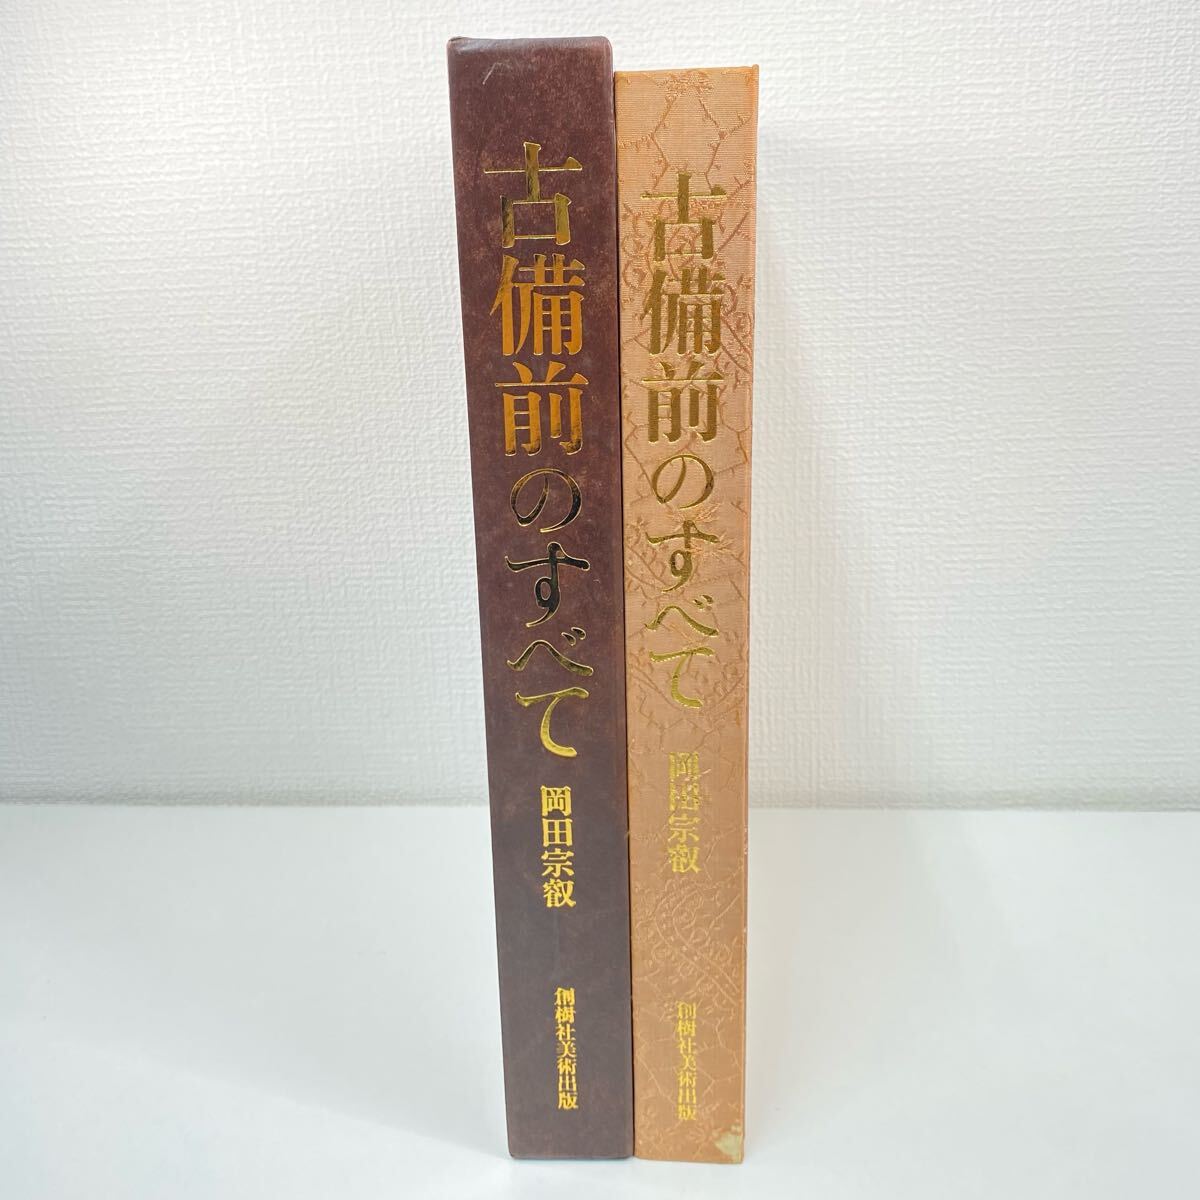 古備前のすべて
岡田宗叡
創樹社美術出版
古備前のすべて
岡田宗叡
創樹社美術出版